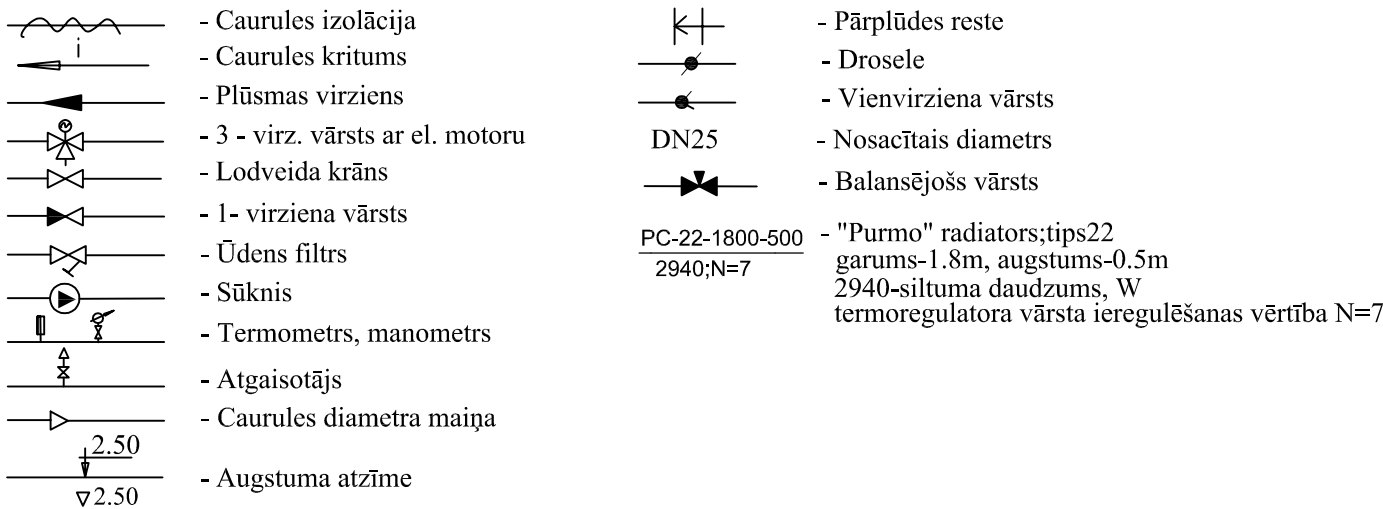 - Caurules izolācija
i
- Caurules kritums
- Plūsmas virziens
- 3 - virz. vārsts ar el. motoru
- Lodveida krāns
- 1- virziena vārsts
- Ūdens filtrs
- Sūknis
- Termometrs, manometrs
- Atgaisotājs
- Caurules diametra maiņa
2.50
- Augstuma atzīme
2.50
- Pārplūdes reste
- Drosele
- Vienvirziena vārsts
DN25 - Nosacītais diametrs
- Balansējošs vārsts
PC-22-1800-500
2940;N=7
- "Purmo" radiators;tips22
garums-1.8m, augstums-0.5m
2940-siltuma daudzums, W
termoregulatora vārsta ieregulēšanas vērtība N=7